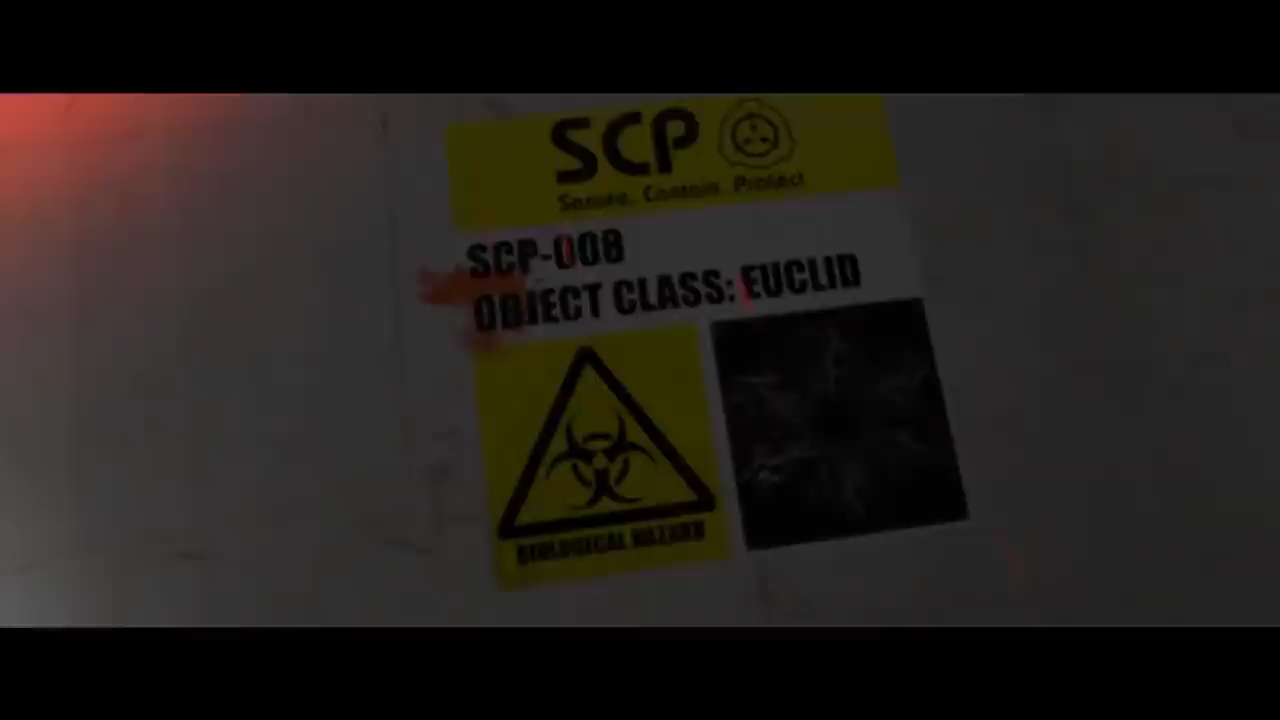 SCP
Secure. Contain. Protect
SCP-008
OBJECT CLASS: EUCLID
BIOLOGICAL HAZARD